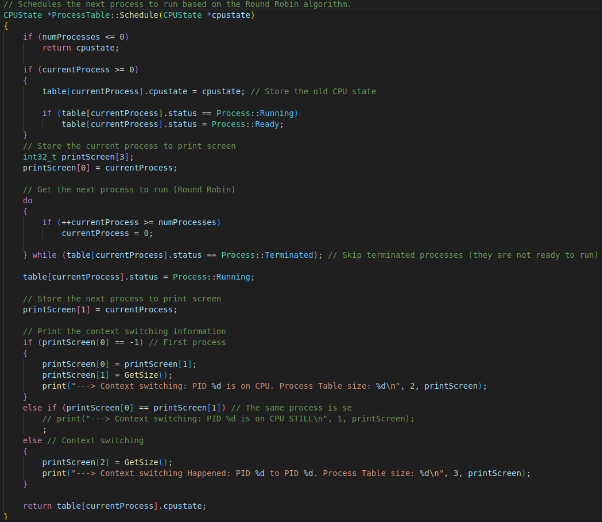 // Schedules the next process to run based on the Round Robin algorithm.
CPUState *ProcessTable::Schedule(CPUState *cpustate)
{
    if (numProcesses <= 0)
        return cpustate;

    if (currentProcess >= 0)
    {
        table[currentProcess].cpustate = cpustate; // Store the old CPU state

        if (table[currentProcess].status == Process::Running)
            table[currentProcess].status = Process::Ready;
    }
    // Store the current process to print screen
    int32_t printScreen[3];
    printScreen[0] = currentProcess;

    // Get the next process to run (Round Robin)
    do
    {
        if (++currentProcess >= numProcesses)
            currentProcess = 0;

    } while (table[currentProcess].status == Process::Terminated); // Skip terminated processes (they are not ready to run)

    table[currentProcess].status = Process::Running;

    // Store the next process to print screen
    printScreen[1] = currentProcess;

    // Print the context switching information
    if (printScreen[0] == -1) // First process
    {
        printScreen[0] = printScreen[1];
        printScreen[1] = GetSize();
        print("---> Context switching: PID %d is on CPU. Process Table size: %d\n", 2, printScreen);
    }
    else if (printScreen[0] == printScreen[1]) // The same process is se
        // print("---> Context switching: PID %d is on CPU STILL\n", 1, printScreen);
        ;
    else // Context switching
    {
        printScreen[2] = GetSize();
        print("---> Context switching Happened: PID %d to PID %d. Process Table size: %d\n", 3, printScreen);
    }

    return table[currentProcess].cpustate;
}